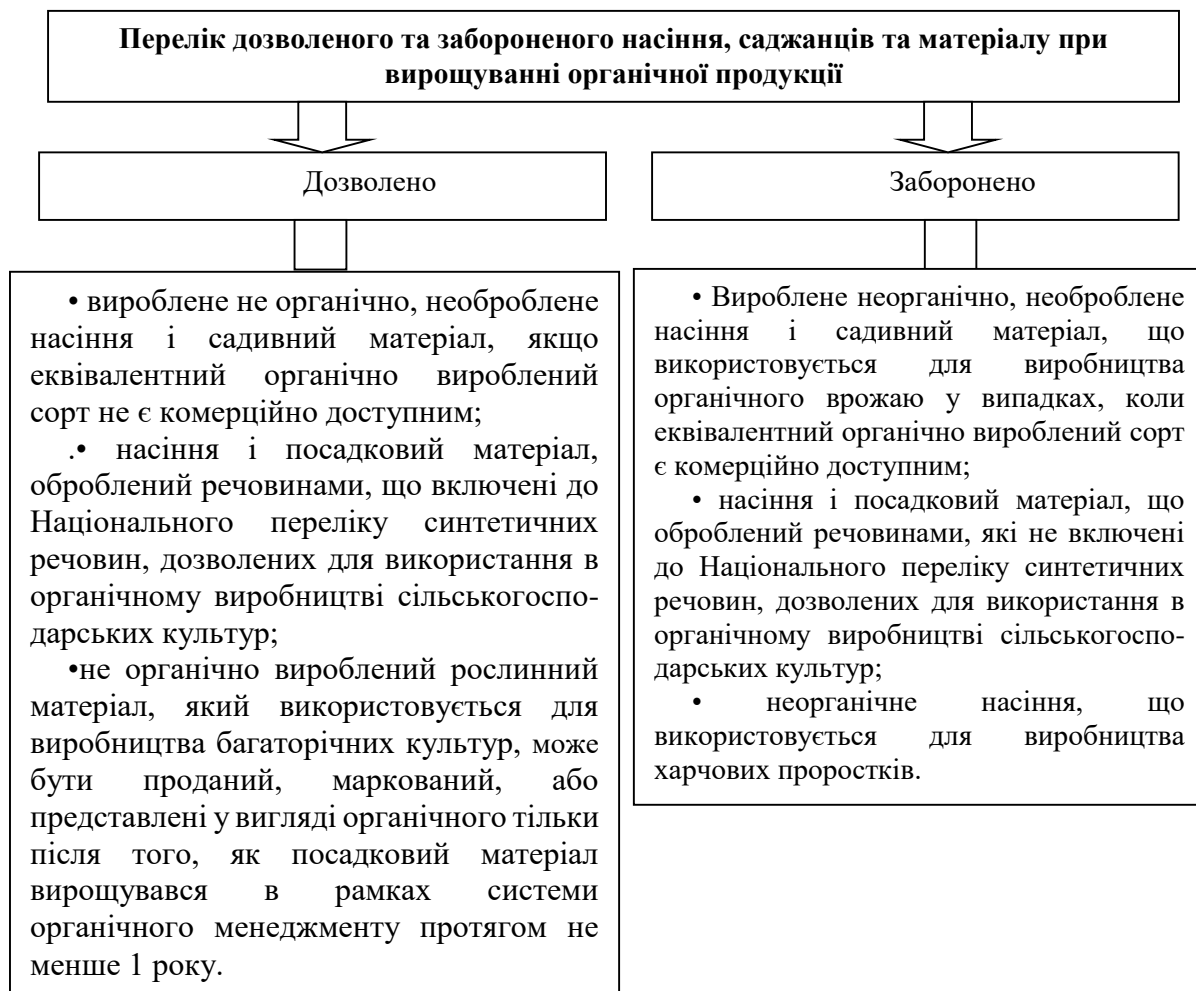 Перелік дозволеного та забороненого насіння, саджанців та матеріалу при
вирощуванні органічної продукції
Дозволено
Заборонено
• вироблене не органічно, необроблене
насіння і садивний матеріал, якщо
еквівалентний органічно вироблений
сорт не є комерційно доступним;
.• насіння і посадковий матеріал,
оброблений речовинами, що включені до
Національного переліку синтетичних
речовин, дозволених для використання в
органічному виробництві сільськогоспо-
дарських культур;
•не органічно вироблений рослинний
матеріал, який використовується для
виробництва багаторічних культур, може
бути проданий, маркований, або
представлені у вигляді органічного тільки
після того, як посадковий матеріал
вирощувався в рамках системи
органічного менеджменту протягом не
менше 1 року.
• Вироблене неорганічно, необроблене
насіння і садивний матеріал, що
використовується для виробництва
органічного врожаю у випадках, коли
еквівалентний органічно вироблений сорт
є комерційно доступним;
• насіння і посадковий матеріал, що
оброблений речовинами, які не включені
до Національного переліку синтетичних
речовин, дозволених для використання в
органічному виробництві сільськогоспо-
дарських культур;
• неорганічне насіння, що
використовується для виробництва
харчових проростків.